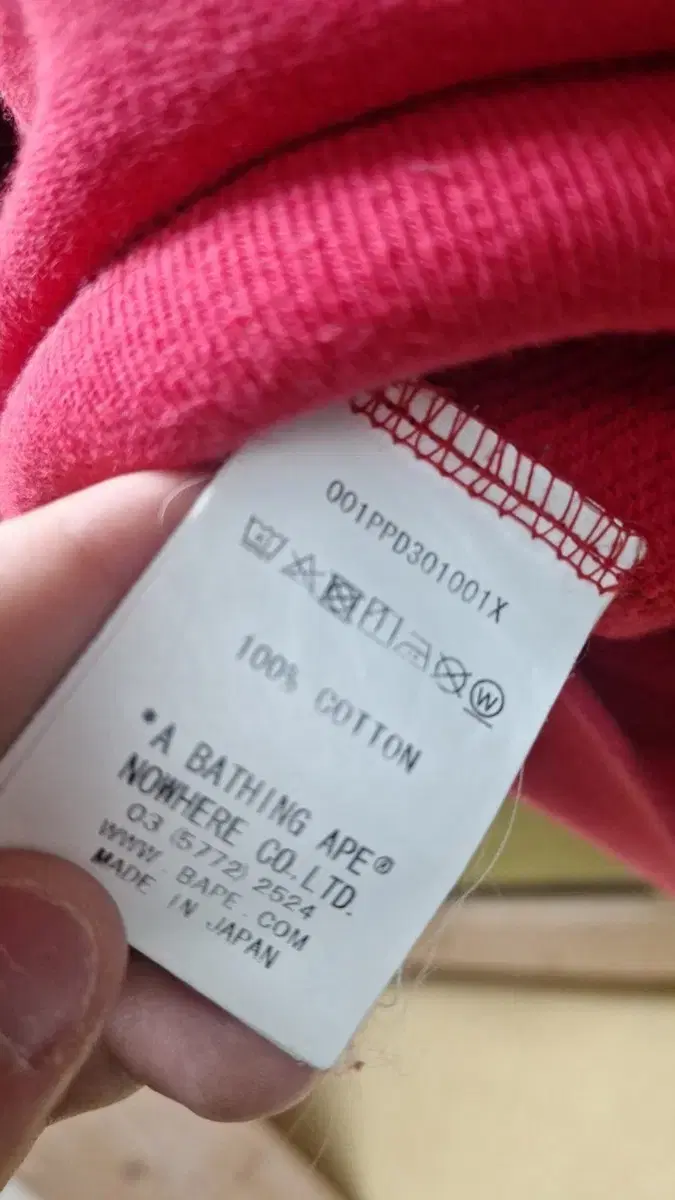 001PPD301001X
W
100% COTTON
*A BATHING APE®
NOWHERE CO.LTD.
03 (5772) 2524
WWW.BAPE.COM
MADE IN JAPAN